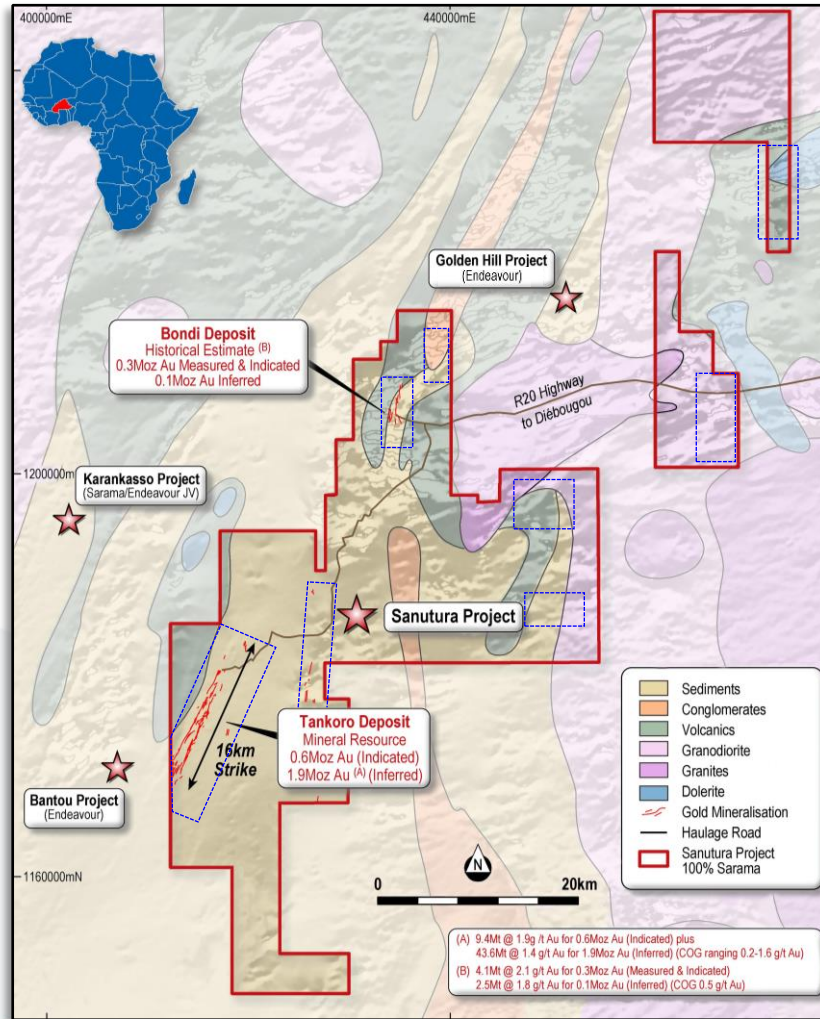 400000mE
440000mE
Golden Hill Project
(Endeavour)
Bondi Deposit
Historical Estimate (B)
0.3Moz Au Measured & Indicated
0.1Moz Au Inferred
R20 Highway
to Diébougou
1200000mN
Karankasso Project
(Sarama/Endeavour JV)
Sanutura Project
Tankoro Deposit
Mineral Resource
0.6Moz Au (Indicated)
1.9Moz Au (A) (Inferred)
16km
Strike
Bantou Project
(Endeavour)
1160000mN
N
0
20km
Sediments
Conglomerates
Volcanics
Granodiorite
Granites
Dolerite
Gold Mineralisation
Haulage Road
Sanutura Project
100% Sarama
(A) 9.4Mt @ 1.9g /t Au for 0.6Moz Au (Indicated) plus
43.6Mt @ 1.4 g/t Au for 1.9Moz Au (Inferred) (COG ranging 0.2-1.6 g/t Au)
(B) 4.1Mt @ 2.1 g/t Au for 0.3Moz Au (Measured & Indicated)
2.5Mt @ 1.8 g/t Au for 0.1Moz Au (Inferred) (COG 0.5 g/t Au)